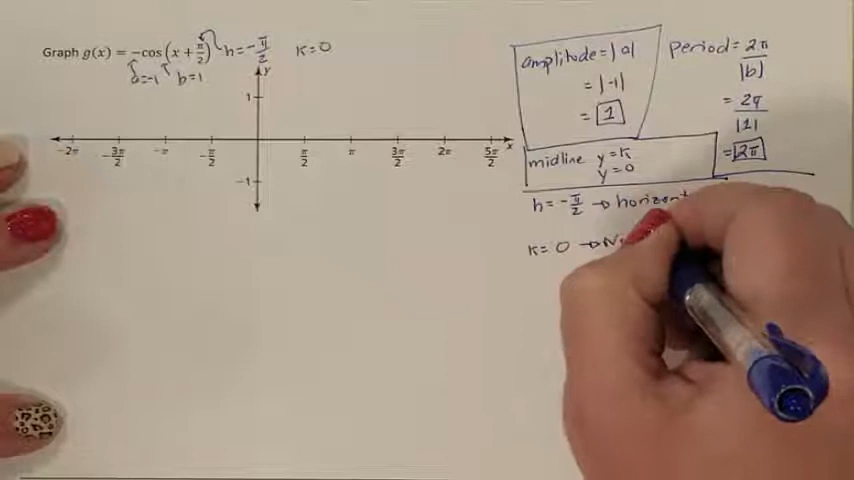 Graph g(x) = −cos(x + π/2) h = -π/2 K=0
a=-1 b=1
y
1
x
−2π −3π/2 −π −π/2 π/2 π 3π/2 2π 5π/2
−1
amplitude = |a|
= |-1|
= 1
period = 2π/|b|
= 2π/|1|
= 2π
midline y = K
y = 0
h = -π/2 → horizont
K = 0 →